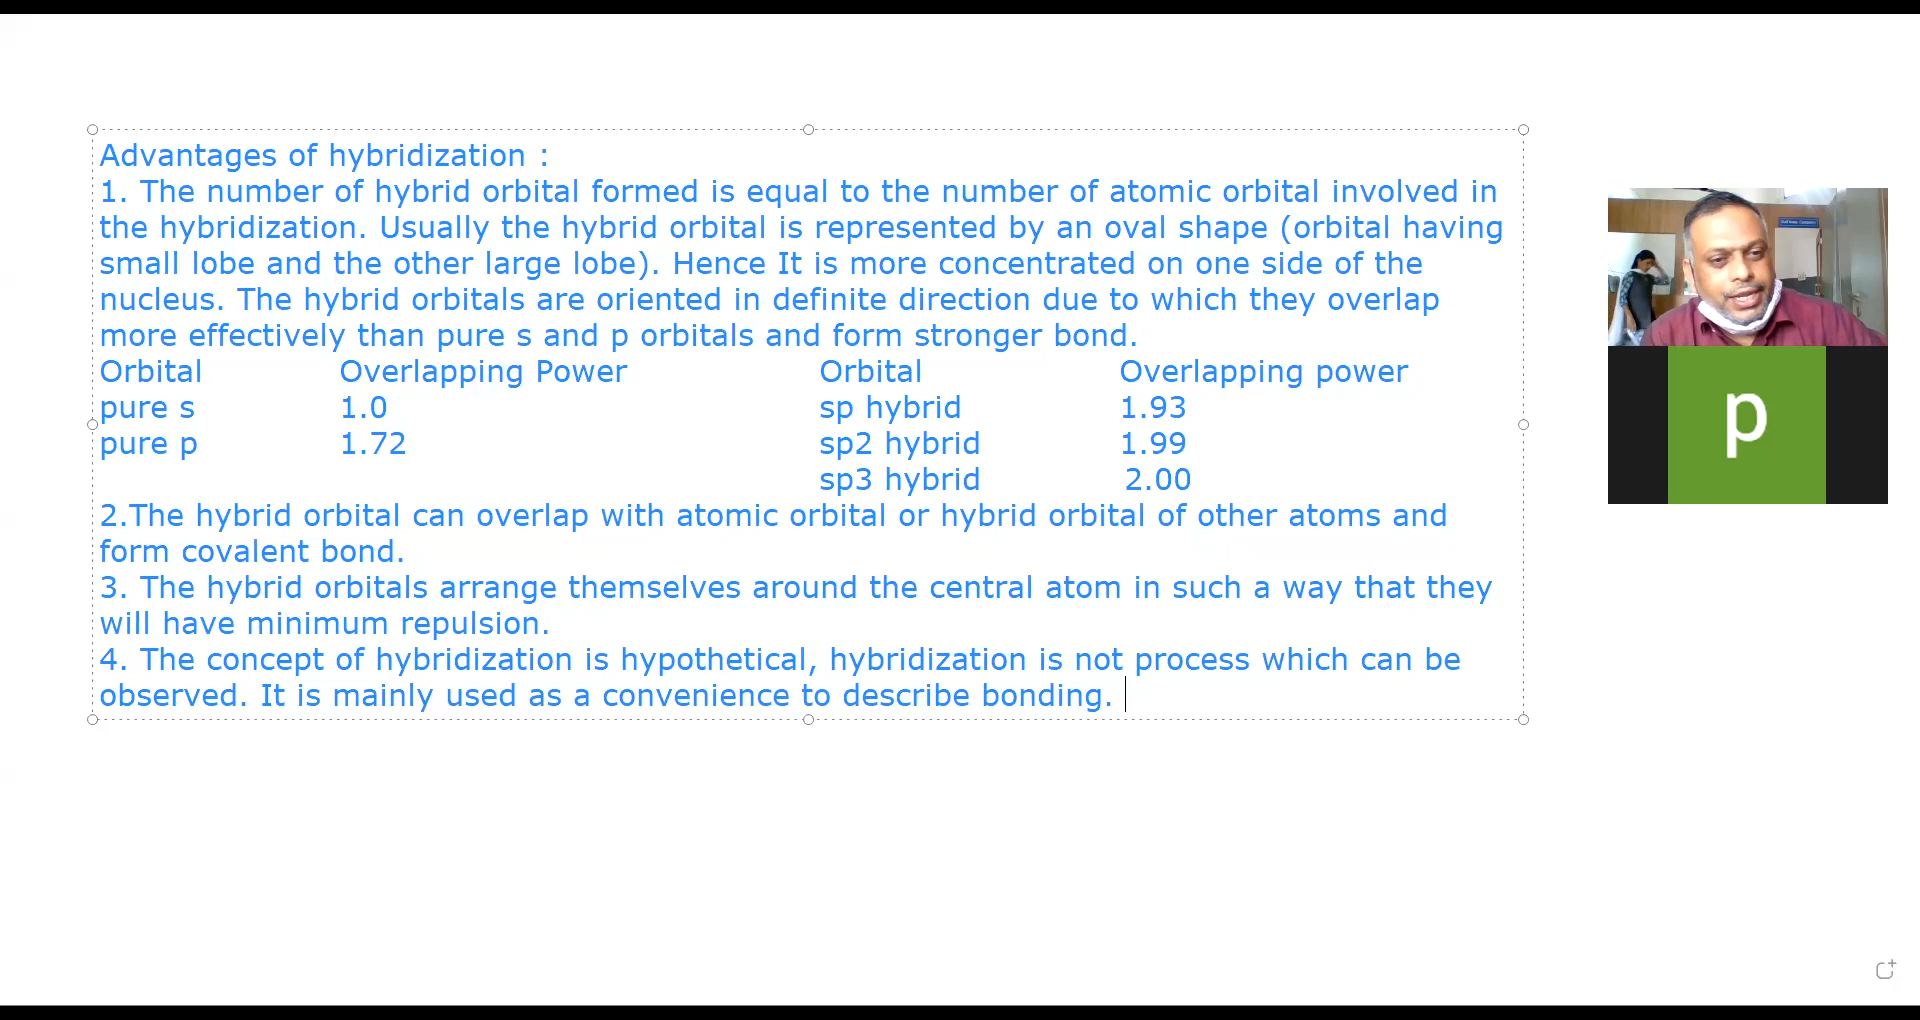 Advantages of hybridization :
1. The number of hybrid orbital formed is equal to the number of atomic orbital involved in
the hybridization. Usually the hybrid orbital is represented by an oval shape (orbital having
small lobe and the other large lobe). Hence It is more concentrated on one side of the
nucleus. The hybrid orbitals are oriented in definite direction due to which they overlap
more effectively than pure s and p orbitals and form stronger bond.
Orbital Overlapping Power Orbital Overlapping power
pure s 1.0 sp hybrid 1.93
pure p 1.72 sp2 hybrid 1.99
sp3 hybrid 2.00
2.The hybrid orbital can overlap with atomic orbital or hybrid orbital of other atoms and
form covalent bond.
3. The hybrid orbitals arrange themselves around the central atom in such a way that they
will have minimum repulsion.
4. The concept of hybridization is hypothetical, hybridization is not process which can be
observed. It is mainly used as a convenience to describe bonding.
p